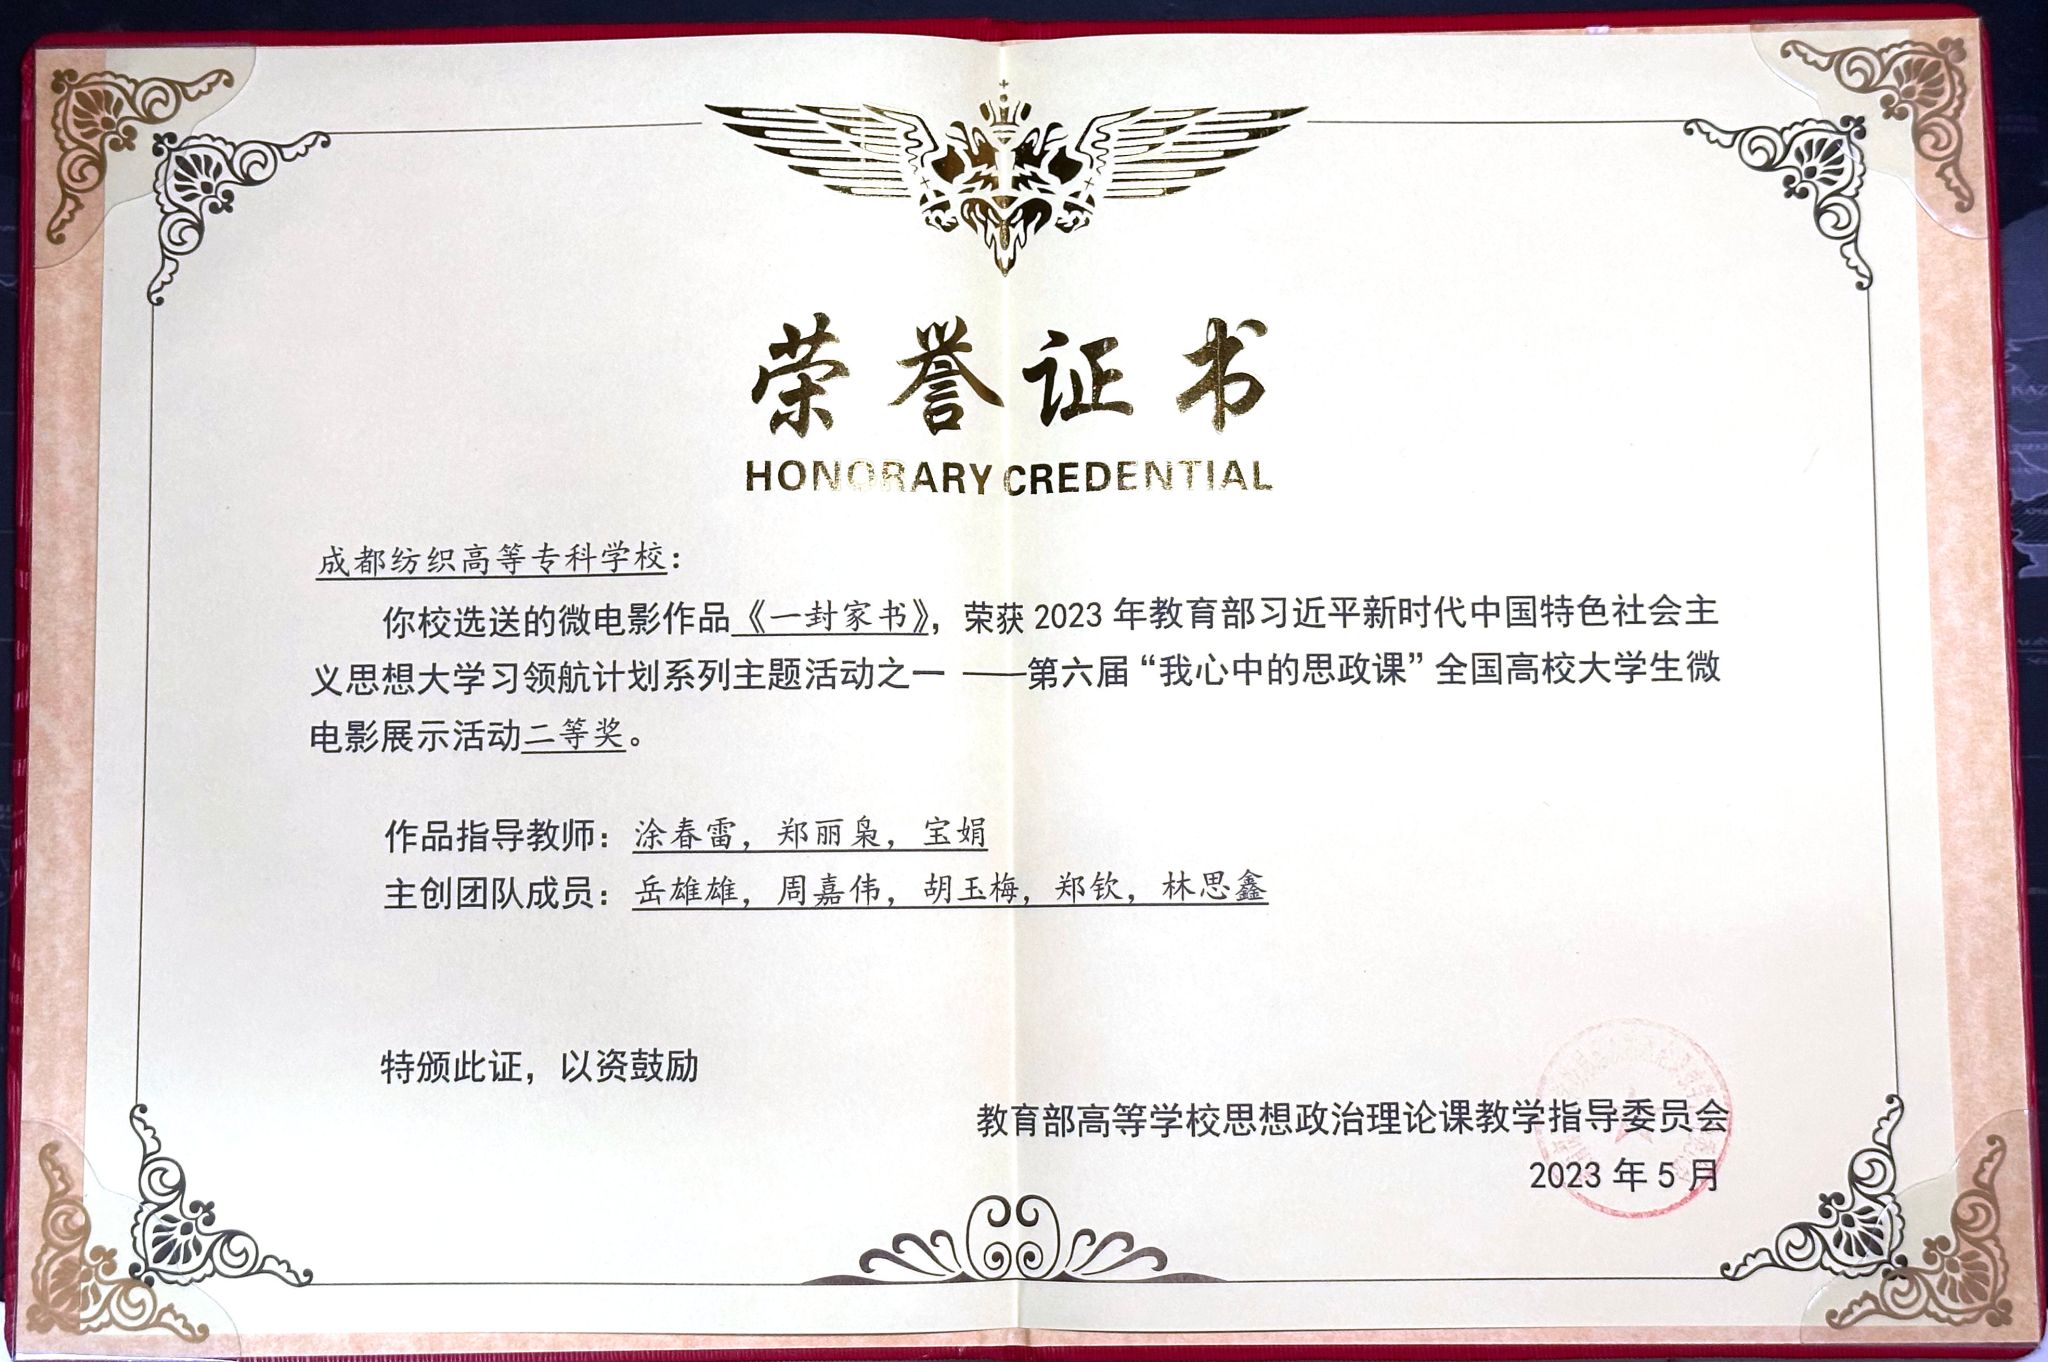 荣誉证书
HONORARY CREDENTIAL
成都纺织高等专科学校：
你校选送的微电影作品《一封家书》，荣获 2023 年教育部习近平新时代中国特色社会主
义思想大学习领航计划系列主题活动之一 ——第六届“我心中的思政课”全国高校大学生微
电影展示活动二等奖。
作品指导教师：涂春雷，郑丽枭，宝娟
主创团队成员：岳雄雄，周嘉伟，胡玉梅，郑钦，林思鑫
特颁此证，以资鼓励
教育部高等学校思想政治理论课教学指导委员会
2023 年 5 月